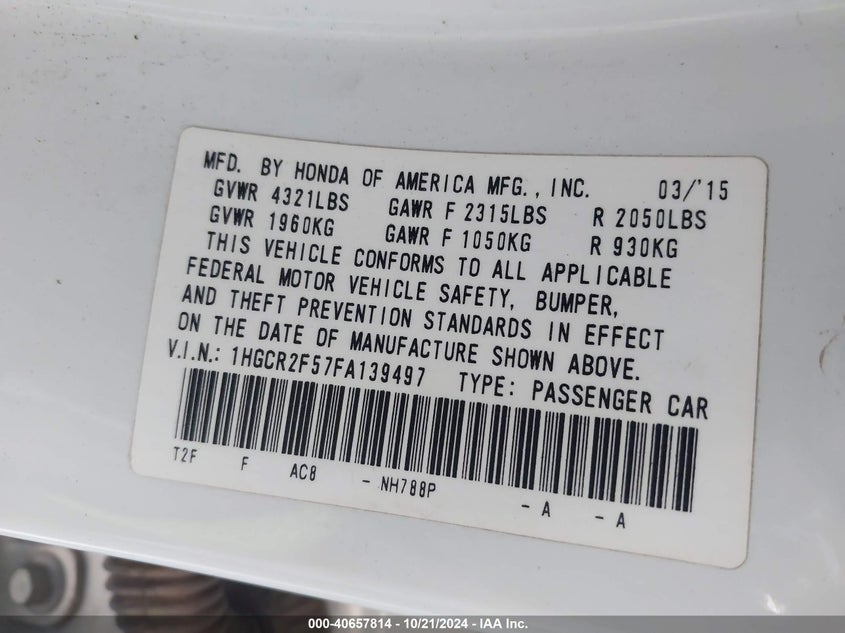 MFD. BY HONDA OF AMERICA MFG., INC. 03/'15
GVWR 4321LBS GAWR F 2315LBS R 2050LBS
GVWR 1960KG GAWR F 1050KG R 930KG
THIS VEHICLE CONFORMS TO ALL APPLICABLE
FEDERAL MOTOR VEHICLE SAFETY, BUMPER,
AND THEFT PREVENTION STANDARDS IN EFFECT
ON THE DATE OF MANUFACTURE SHOWN ABOVE.
V.I.N.: 1HGCR2F57FA139497 TYPE: PASSENGER CAR
T2F F AC8 - NH788P - A - A
000-40657814 - 10/21/2024 - IAA Inc.